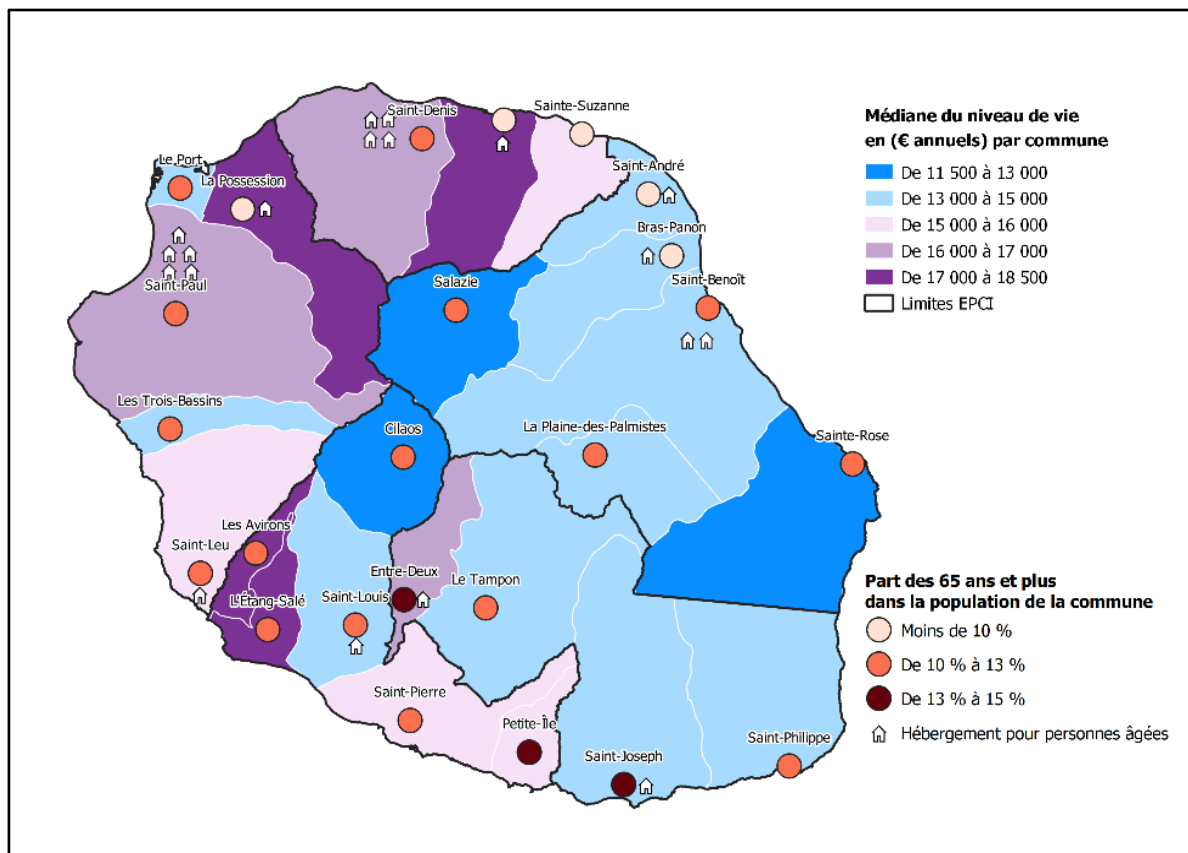 Sainte-Suzanne
Saint-Denis
Le Port
La Possession
Saint-André
Bras-Panon
Saint-Paul
Salazie
Saint-Benoît
Les Trois-Bassins
Cilaos
La Plaine-des-Palmistes
Sainte-Rose
Les Avirons
Saint-Leu
Entre-Deux
Le Tampon
L'Étang-Salé
Saint-Louis
Saint-Pierre
Petite-Île
Saint-Joseph
Saint-Philippe
Médiane du niveau de vie
en (€ annuels) par commune
De 11 500 à 13 000
De 13 000 à 15 000
De 15 000 à 16 000
De 16 000 à 17 000
De 17 000 à 18 500
Limites EPCI
Part des 65 ans et plus
dans la population de la commune
Moins de 10 %
De 10 % à 13 %
De 13 % à 15 %
Hébergement pour personnes âgées